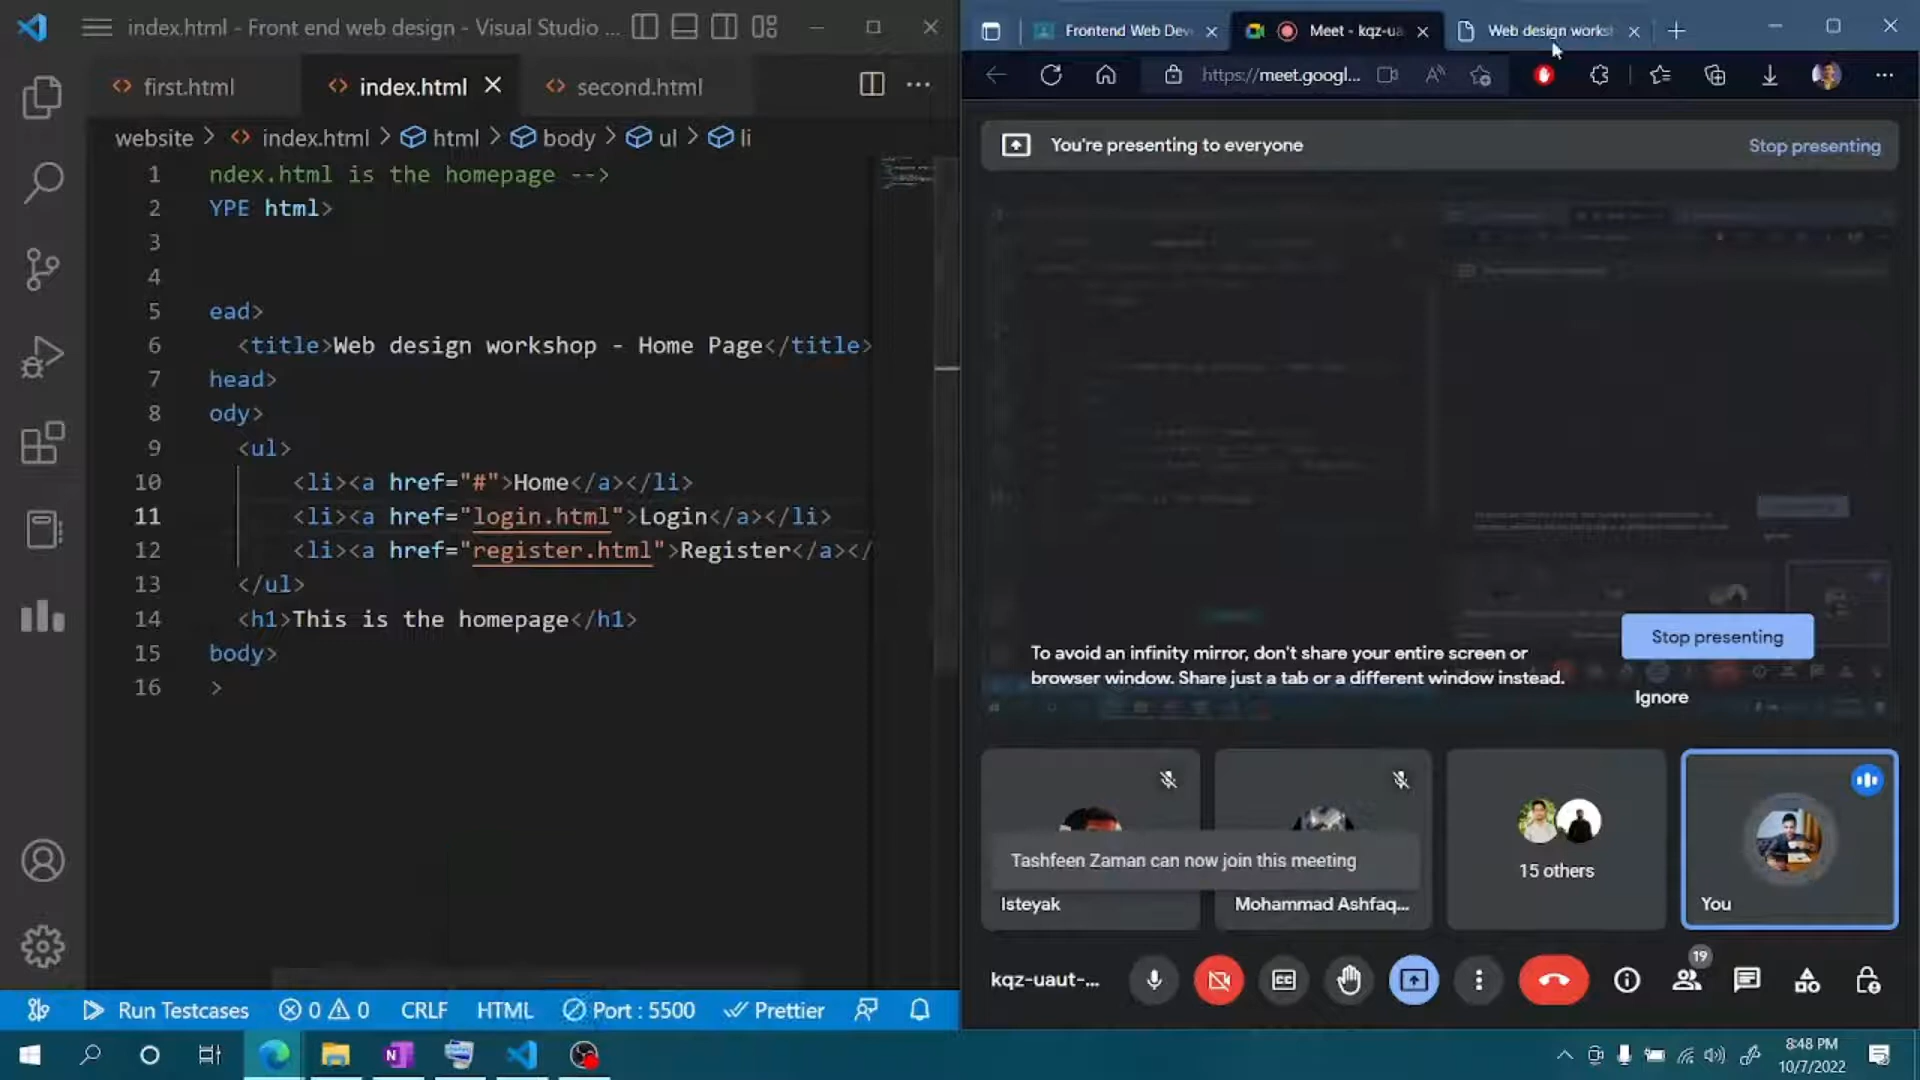 index.html - Front end web design - Visual Studio ...
first.html
index.html
second.html
website > index.html > html > body > ul > li
1 ndex.html is the homepage -->
2 YPE html>
3
4
5 ead>
6 <title>Web design workshop - Home Page</title>
7 head>
8 ody>
9 <ul>
10 <li><a href="#">Home</a></li>
11 <li><a href="login.html">Login</a></li>
12 <li><a href="register.html">Register</a></
13 </ul>
14 <h1>This is the homepage</h1>
15 body>
16 >
Run Testcases
0
0
CRLF
HTML
Port : 5500
Prettier
Frontend Web Dev
Meet - kqz-ua
Web design works
https://meet.googl...
You're presenting to everyone
Stop presenting
To avoid an infinity mirror, don't share your entire screen or
browser window. Share just a tab or a different window instead.
Stop presenting
Ignore
Tashfeen Zaman can now join this meeting
Isteyak
Mohammad Ashfaq...
15 others
You
kqz-uaut-...
19
8:48 PM
10/7/2022